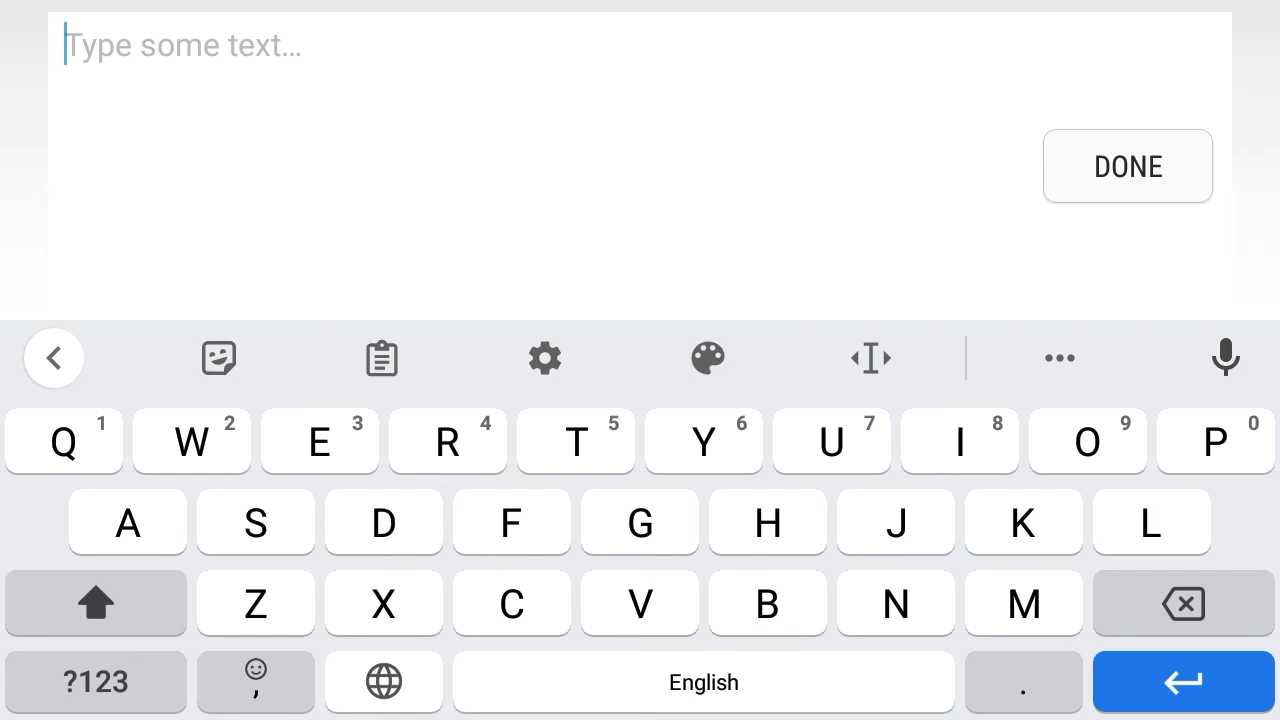 Type some text...
DONE
Q 1 W 2 E 3 R 4 T 5 Y 6 U 7 I 8 O 9 P 0
A S D F G H J K L
Z X C V B N M
?123 , English .